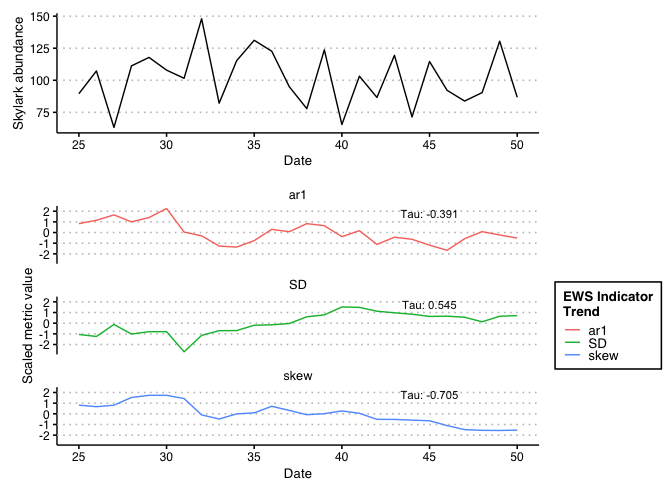 Skylark abundance
150
125
100
75
25 30 35 40 45 50
Date
Scaled metric value
ar1
Tau: -0.391
2
1
0
-1
-2
SD
Tau: 0.545
2
1
0
-1
-2
skew
Tau: -0.705
2
1
0
-1
-2
25 30 35 40 45 50
Date
EWS Indicator
Trend
ar1
SD
skew